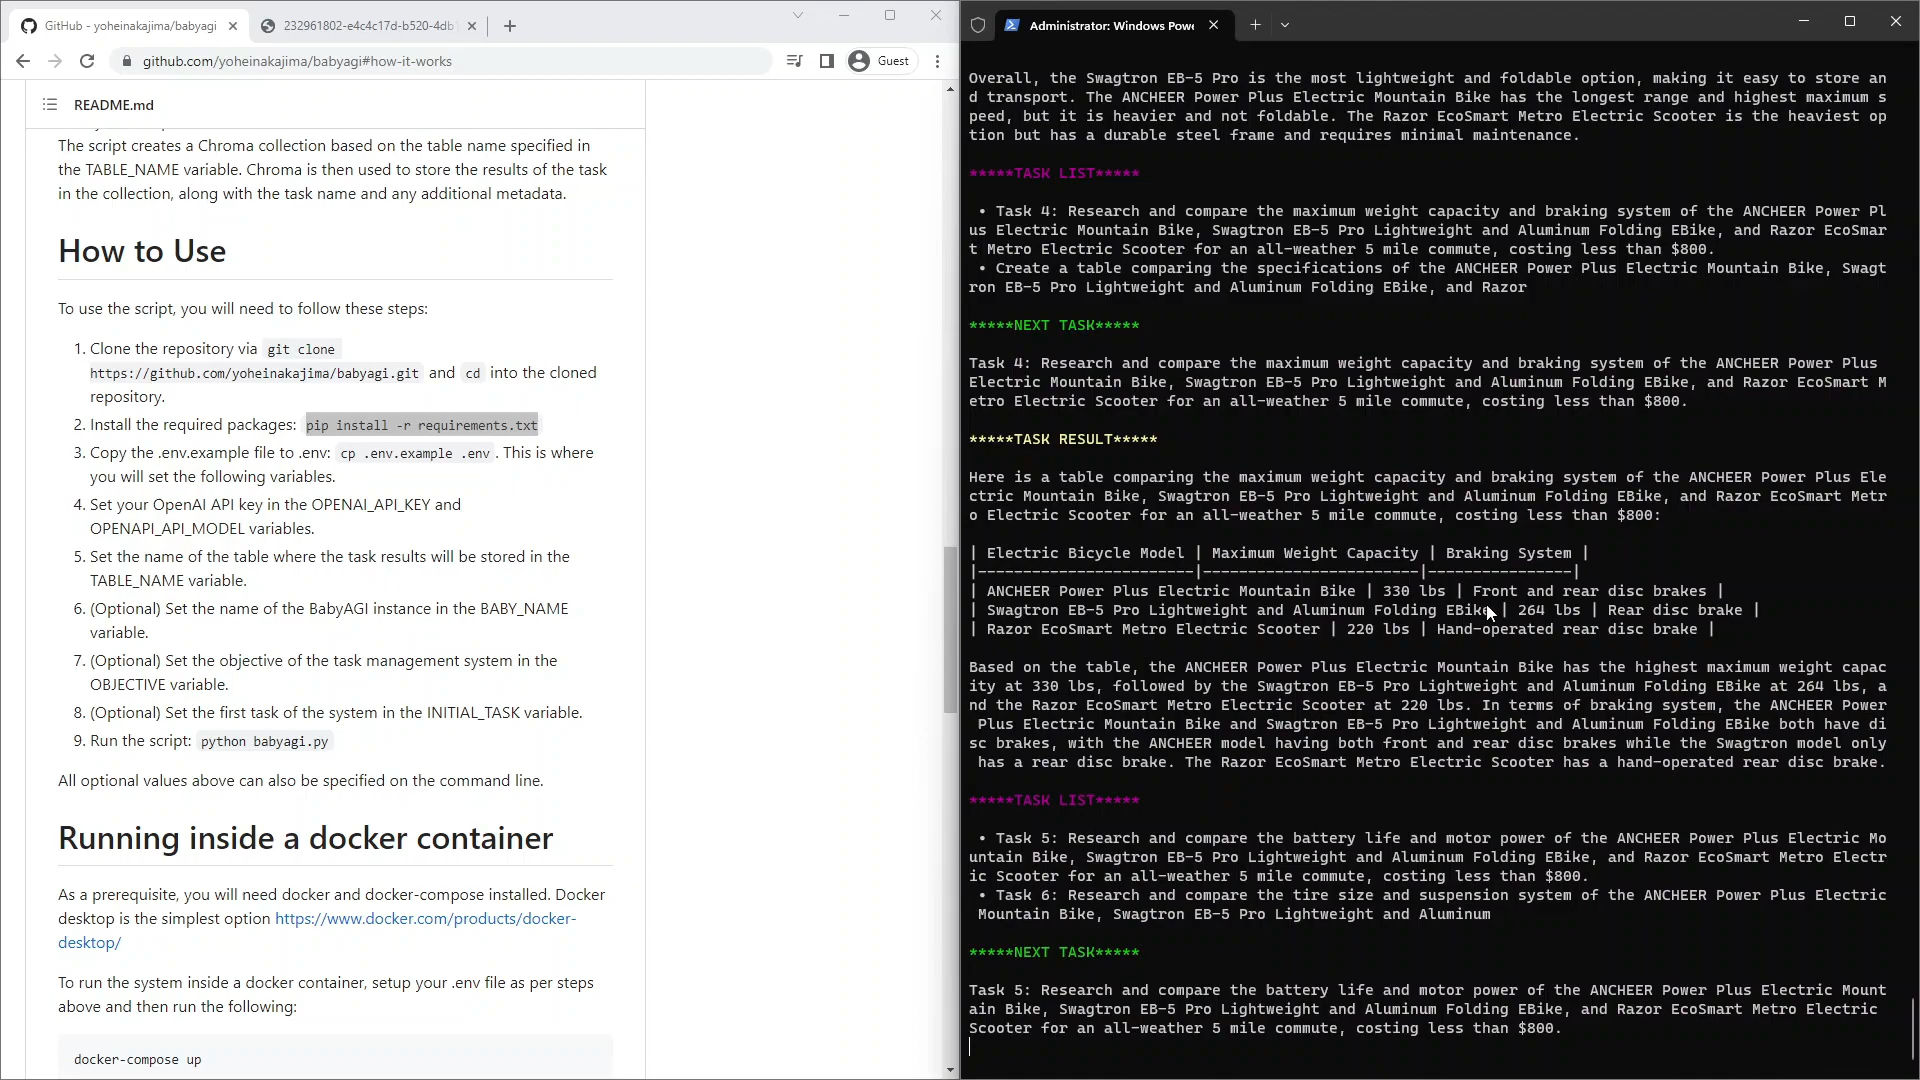 GitHub - yoheinakajima/babyagi
232961802-e4c4c17d-b520-4db
github.com/yoheinakajima/babyagi#how-it-works
Guest
README.md
The script creates a Chroma collection based on the table name specified in
the TABLE_NAME variable. Chroma is then used to store the results of the task
in the collection, along with the task name and any additional metadata.
How to Use
To use the script, you will need to follow these steps:
1. Clone the repository via git clone
https://github.com/yoheinakajima/babyagi.git and cd into the cloned
repository.
2. Install the required packages: pip install -r requirements.txt
3. Copy the .env.example file to .env: cp .env.example .env. This is where
you will set the following variables.
4. Set your OpenAI API key in the OPENAI_API_KEY and
OPENAPI_API_MODEL variables.
5. Set the name of the table where the task results will be stored in the
TABLE_NAME variable.
6. (Optional) Set the name of the BabyAGI instance in the BABY_NAME
variable.
7. (Optional) Set the objective of the task management system in the
OBJECTIVE variable.
8. (Optional) Set the first task of the system in the INITIAL_TASK variable.
9. Run the script: python babyagi.py
All optional values above can also be specified on the command line.
Running inside a docker container
As a prerequisite, you will need docker and docker-compose installed. Docker
desktop is the simplest option https://www.docker.com/products/docker-
desktop/
To run the system inside a docker container, setup your .env file as per steps
above and then run the following:
docker-compose up
Administrator: Windows Powe
Overall, the Swagtron EB-5 Pro is the most lightweight and foldable option, making it easy to store an
d transport. The ANCHEER Power Plus Electric Mountain Bike has the longest range and highest maximum s
peed, but it is heavier and not foldable. The Razor EcoSmart Metro Electric Scooter is the heaviest op
tion but has a durable steel frame and requires minimal maintenance.
*****TASK LIST*****
• Task 4: Research and compare the maximum weight capacity and braking system of the ANCHEER Power Pl
us Electric Mountain Bike, Swagtron EB-5 Pro Lightweight and Aluminum Folding EBike, and Razor EcoSmar
t Metro Electric Scooter for an all-weather 5 mile commute, costing less than $800.
• Create a table comparing the specifications of the ANCHEER Power Plus Electric Mountain Bike, Swagt
ron EB-5 Pro Lightweight and Aluminum Folding EBike, and Razor
*****NEXT TASK*****
Task 4: Research and compare the maximum weight capacity and braking system of the ANCHEER Power Plus
Electric Mountain Bike, Swagtron EB-5 Pro Lightweight and Aluminum Folding EBike, and Razor EcoSmart M
etro Electric Scooter for an all-weather 5 mile commute, costing less than $800.
*****TASK RESULT*****
Here is a table comparing the maximum weight capacity and braking system of the ANCHEER Power Plus Ele
ctric Mountain Bike, Swagtron EB-5 Pro Lightweight and Aluminum Folding EBike, and Razor EcoSmart Metr
o Electric Scooter for an all-weather 5 mile commute, costing less than $800:
| Electric Bicycle Model | Maximum Weight Capacity | Braking System |
|------------------------|------------------------|----------------|
| ANCHEER Power Plus Electric Mountain Bike | 330 lbs | Front and rear disc brakes |
| Swagtron EB-5 Pro Lightweight and Aluminum Folding EBike | 264 lbs | Rear disc brake |
| Razor EcoSmart Metro Electric Scooter | 220 lbs | Hand-operated rear disc brake |
Based on the table, the ANCHEER Power Plus Electric Mountain Bike has the highest maximum weight capac
ity at 330 lbs, followed by the Swagtron EB-5 Pro Lightweight and Aluminum Folding EBike at 264 lbs, a
nd the Razor EcoSmart Metro Electric Scooter at 220 lbs. In terms of braking system, the ANCHEER Power
Plus Electric Mountain Bike and Swagtron EB-5 Pro Lightweight and Aluminum Folding EBike both have di
sc brakes, with the ANCHEER model having both front and rear disc brakes while the Swagtron model only
has a rear disc brake. The Razor EcoSmart Metro Electric Scooter has a hand-operated rear disc brake.
*****TASK LIST*****
• Task 5: Research and compare the battery life and motor power of the ANCHEER Power Plus Electric Mo
untain Bike, Swagtron EB-5 Pro Lightweight and Aluminum Folding EBike, and Razor EcoSmart Metro Electr
ic Scooter for an all-weather 5 mile commute, costing less than $800.
• Task 6: Research and compare the tire size and suspension system of the ANCHEER Power Plus Electric
Mountain Bike, Swagtron EB-5 Pro Lightweight and Aluminum
*****NEXT TASK*****
Task 5: Research and compare the battery life and motor power of the ANCHEER Power Plus Electric Mount
ain Bike, Swagtron EB-5 Pro Lightweight and Aluminum Folding EBike, and Razor EcoSmart Metro Electric
Scooter for an all-weather 5 mile commute, costing less than $800.